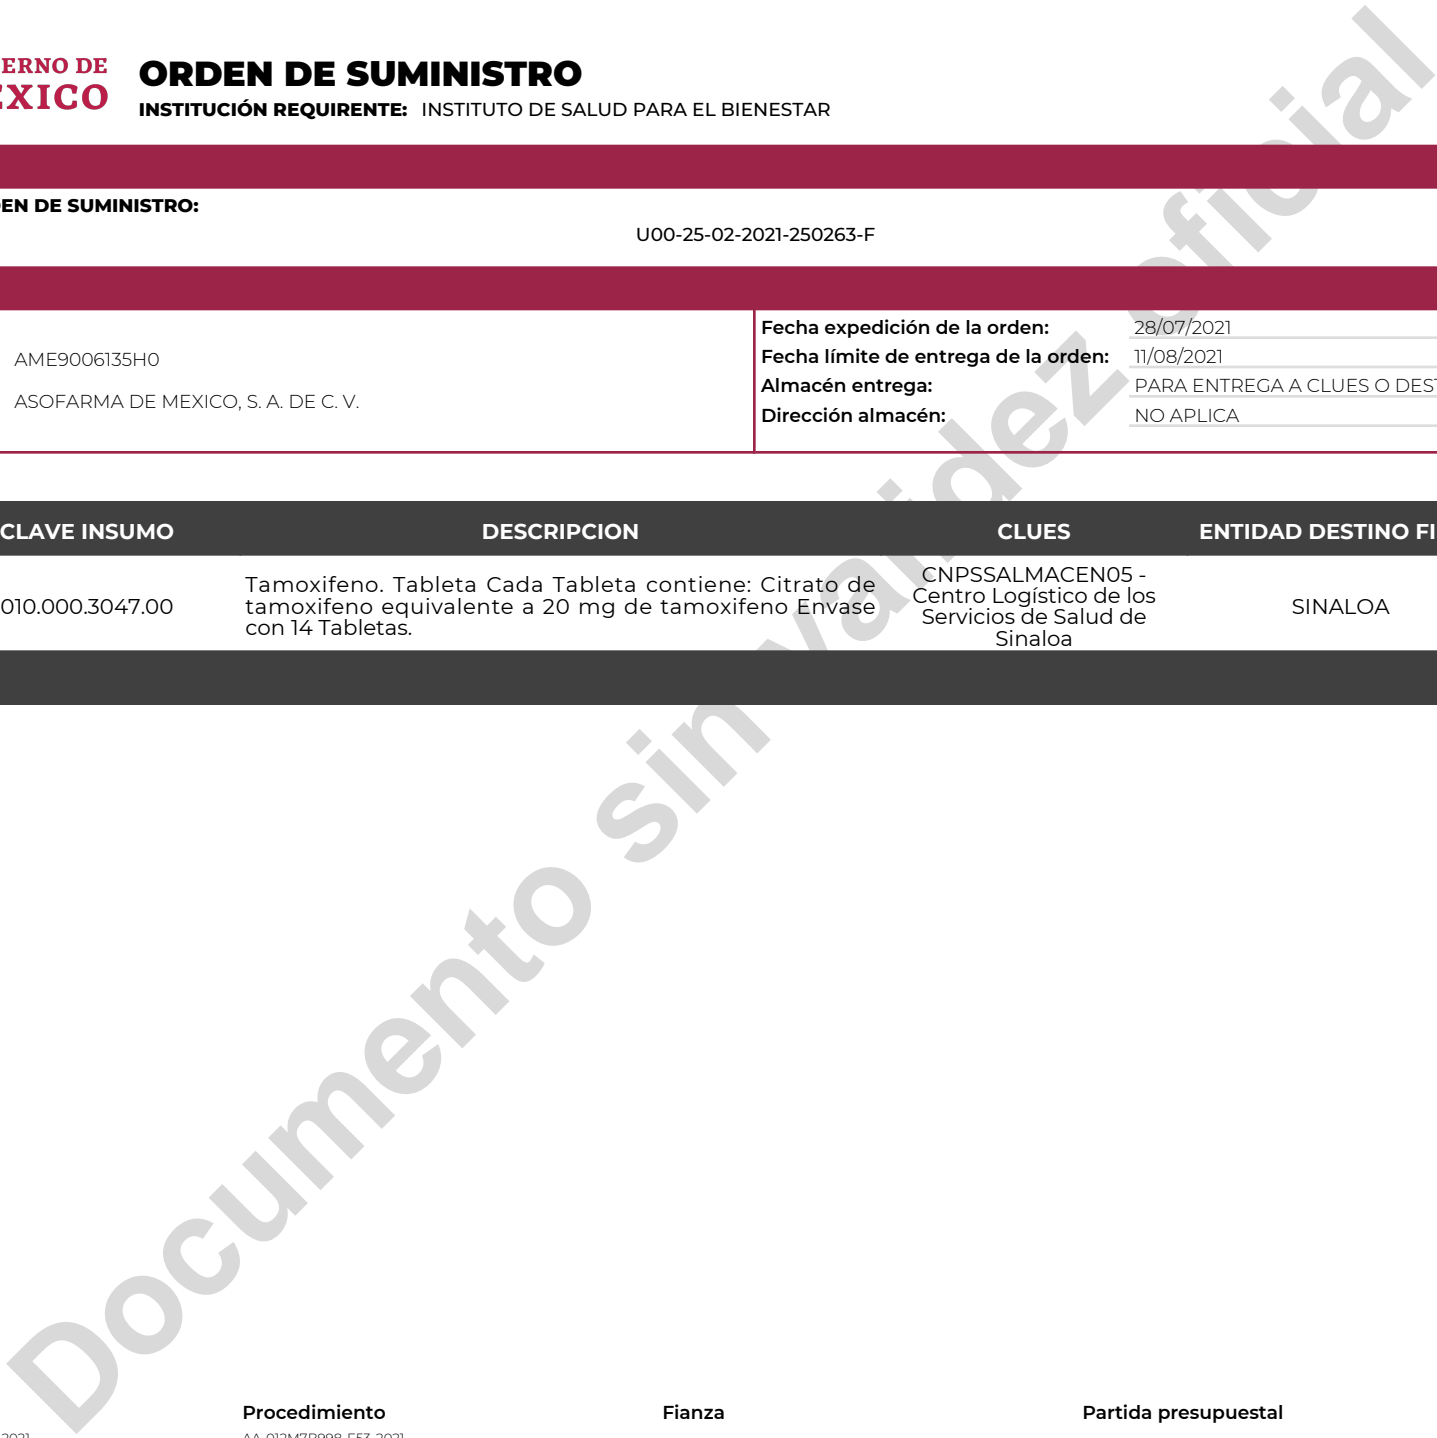 ERNO DE
EXICO
ORDEN DE SUMINISTRO
INSTITUCIÓN REQUIRENTE: INSTITUTO DE SALUD PARA EL BIENESTAR
EN DE SUMINISTRO:
U00-25-02-2021-250263-F
AME9006135H0
ASOFARMA DE MEXICO, S. A. DE C. V.
Fecha expedición de la orden: 28/07/2021
Fecha límite de entrega de la orden: 11/08/2021
Almacén entrega: PARA ENTREGA A CLUES O DEST
Dirección almacén: NO APLICA
CLAVE INSUMO DESCRIPCION CLUES ENTIDAD DESTINO FI
010.000.3047.00
Tamoxifeno. Tableta Cada Tableta contiene: Citrato de
tamoxifeno equivalente a 20 mg de tamoxifeno Envase
con 14 Tabletas.
CNPSSALMACEN05 -
Centro Logístico de los
Servicios de Salud de
Sinaloa
SINALOA
Documento sin validez oficial
Procedimiento Fianza Partida presupuestal